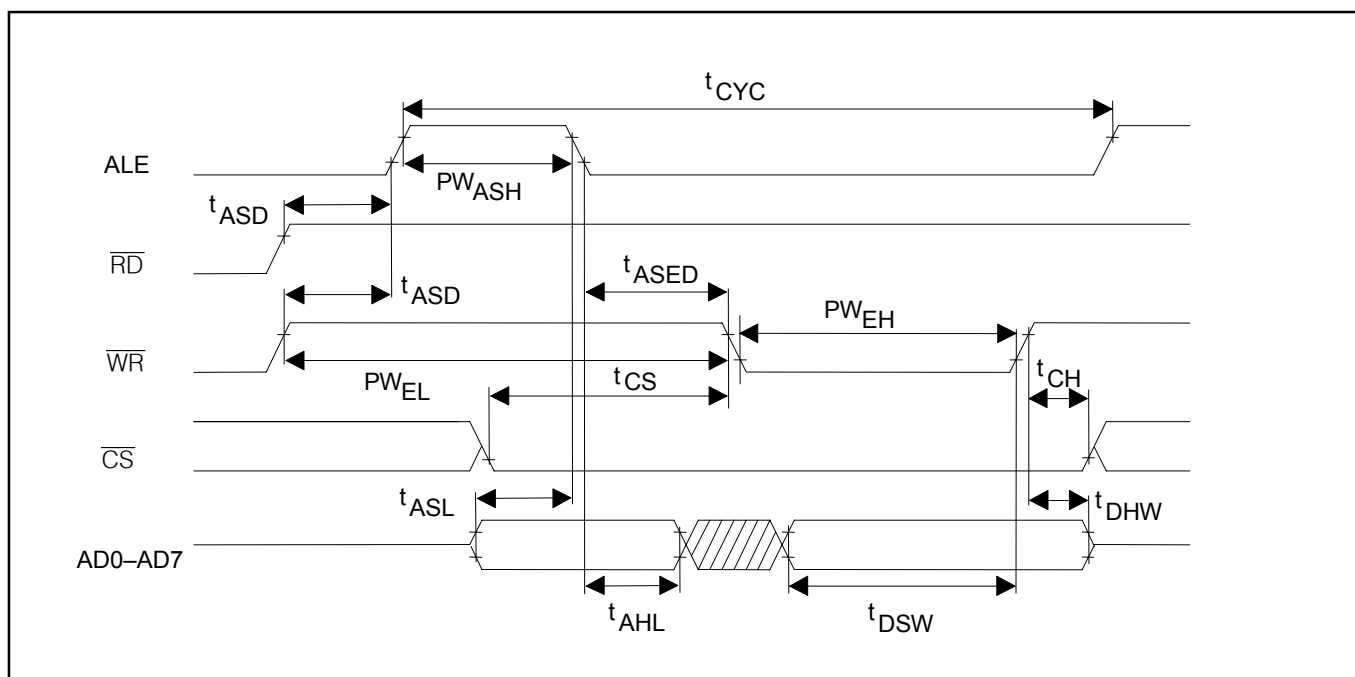 tCYC
ALE
PWASH
tASD
RD
tASED
tASD
PWEH
WR
tCS
tCH
PWEL
CS
tASL
tDHW
AD0–AD7
tAHL
tDSW